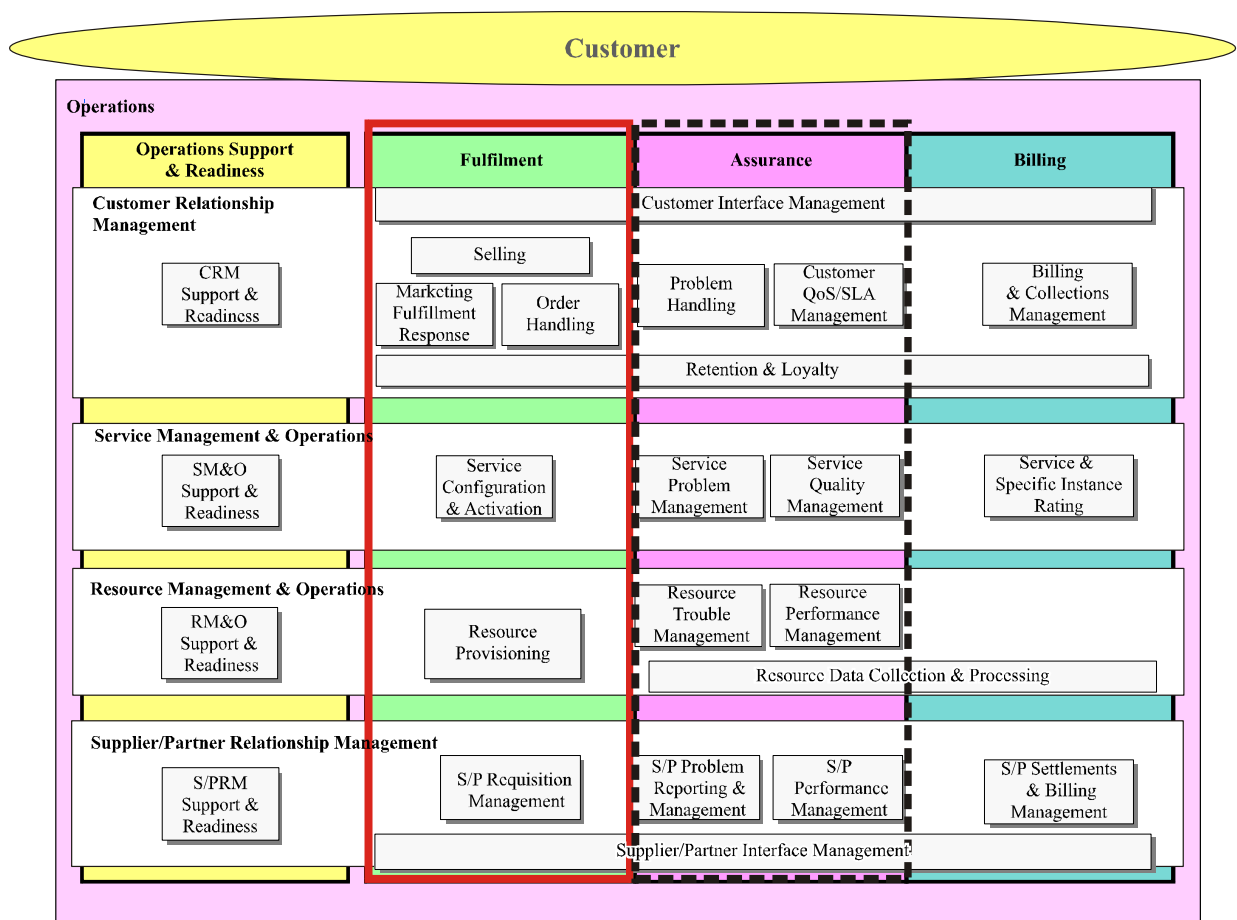 Customer
Operations
Operations Support
& Readiness
Fulfilment
Assurance
Billing
Customer Relationship
Management
Customer Interface Management
Selling
CRM
Support &
Readiness
Marketing
Fulfillment
Response
Order
Handling
Problem
Handling
Customer
QoS/SLA
Management
Billing
& Collections
Management
Retention & Loyalty
Service Management & Operations
SM&O
Support &
Readiness
Service
Configuration
& Activation
Service
Problem
Management
Service
Quality
Management
Service &
Specific Instance
Rating
Resource Management & Operations
RM&O
Support &
Readiness
Resource
Provisioning
Resource
Trouble
Management
Resource
Performance
Management
Resource Data Collection & Processing
Supplier/Partner Relationship Management
S/PRM
Support &
Readiness
S/P Requisition
Management
S/P Problem
Reporting &
Management
S/P
Performance
Management
S/P Settlements
& Billing
Management
Supplier/Partner Interface Management